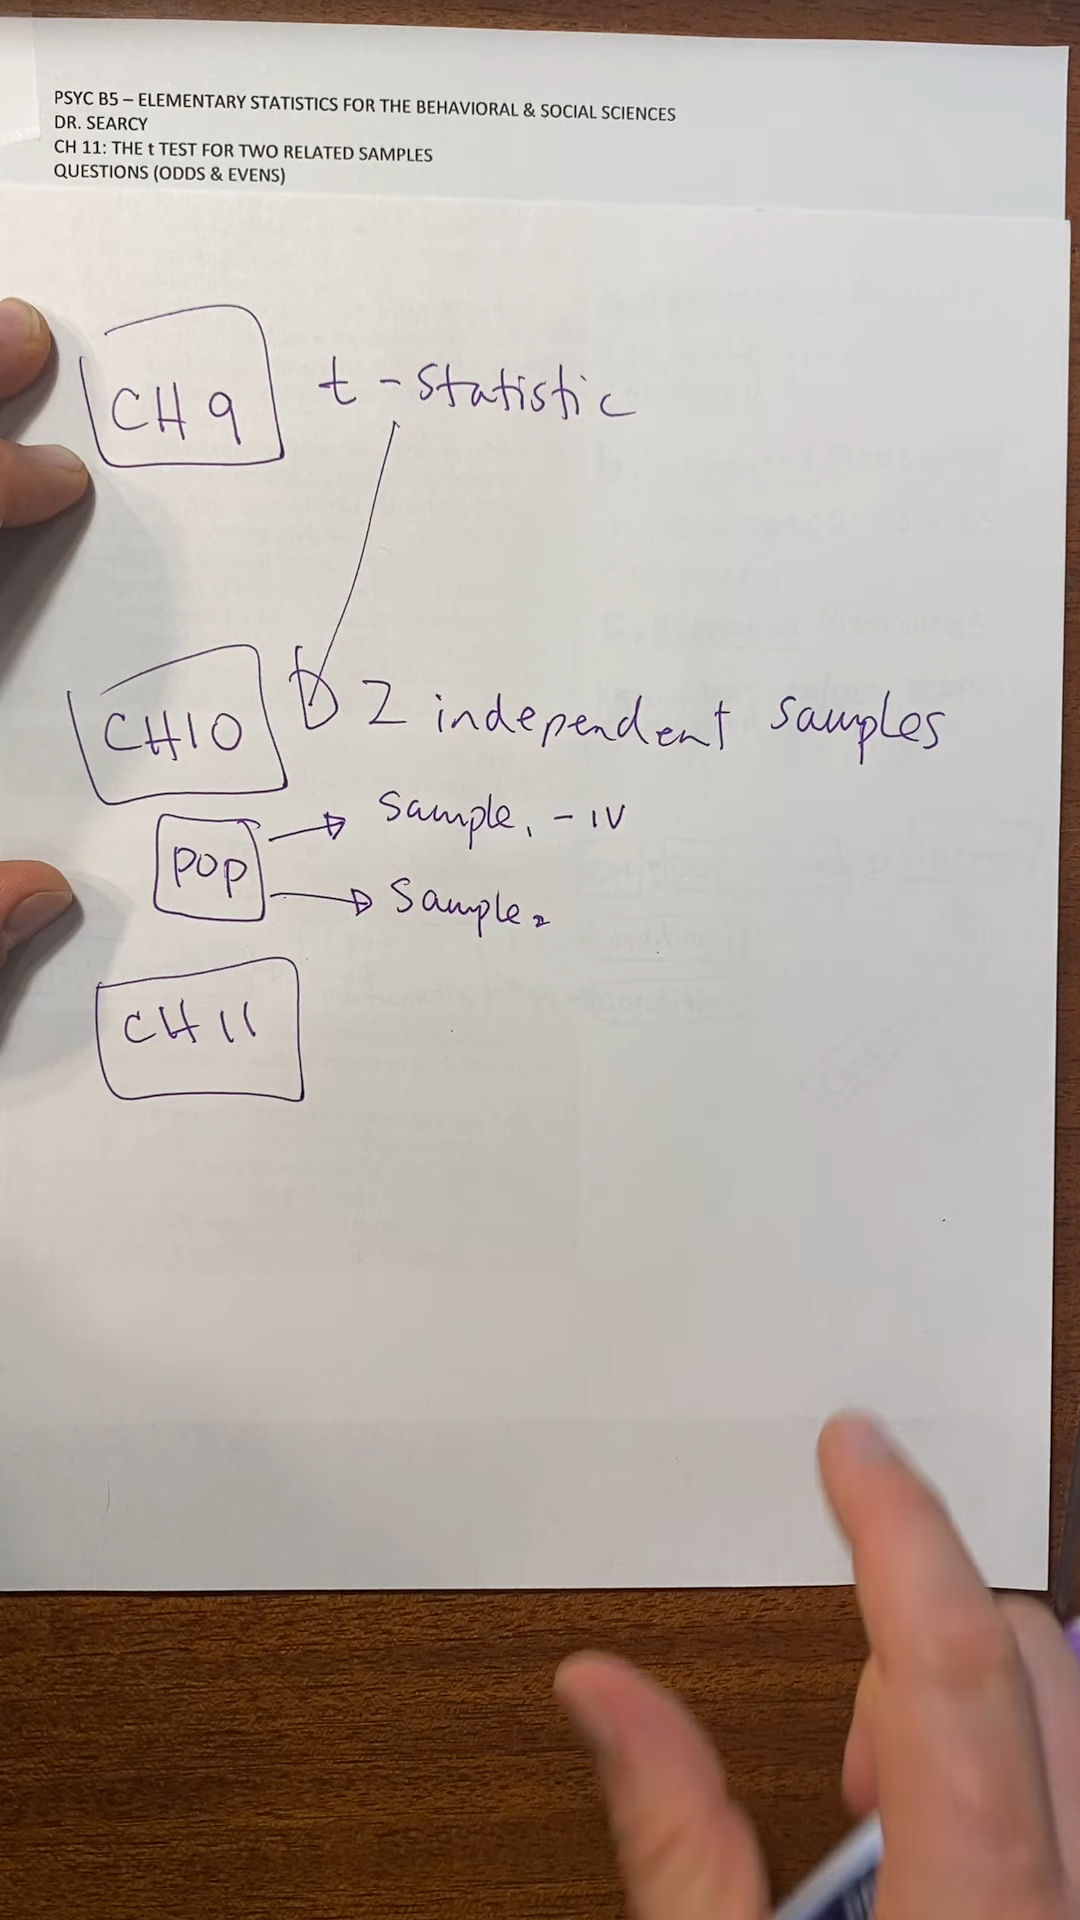 PSYC B5 – ELEMENTARY STATISTICS FOR THE BEHAVIORAL & SOCIAL SCIENCES
DR. SEARCY
CH 11: THE t TEST FOR TWO RELATED SAMPLES
QUESTIONS (ODDS & EVENS)
CH 9 t - Statistic
CH10 2 independent samples
Sample₁ - IV
POP
Sample₂
CH 11